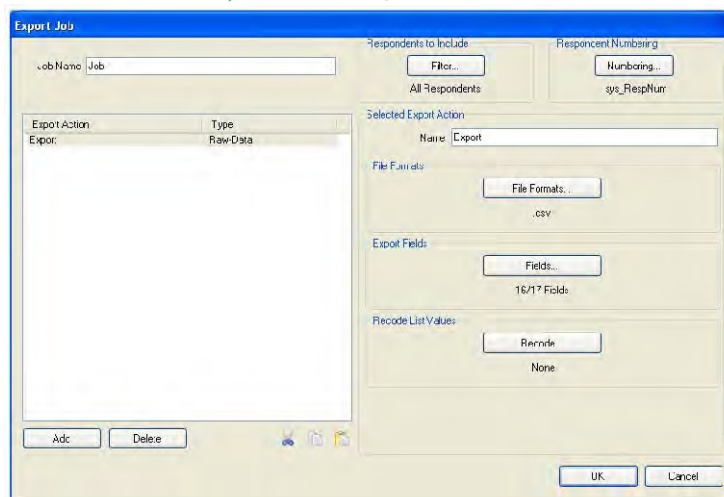 Export Job
Job Name Job
Respondents to Include
Filter...
All Respondents
Respondent Numbering
Numbering...
sys_RespNum
Export Action Type
Export Raw-Data
Selected Export Action
Name Export
File Formats
File Formats...
.csv
Export Fields
Fields...
16/17 Fields
Recode List Values
Recode...
None
Add Delete
OK Cancel